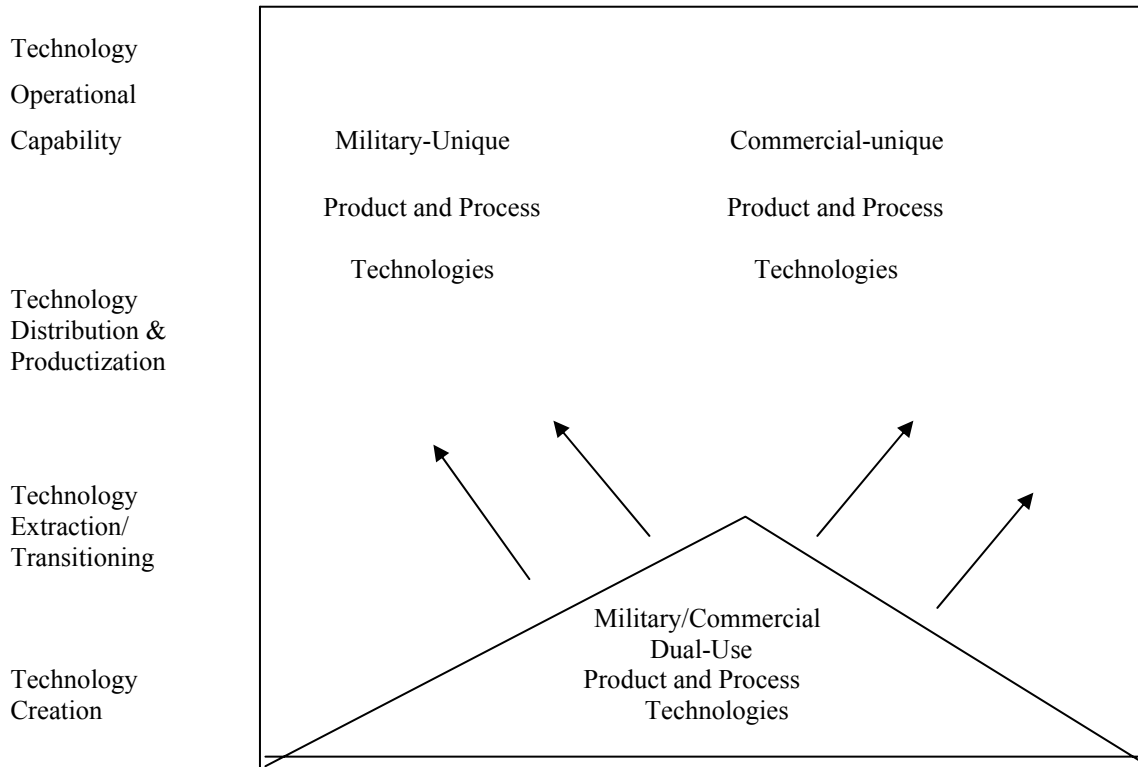 Technology
Operational
Capability
Military-Unique
Commercial-unique
Product and Process
Product and Process
Technologies
Technologies
Technology
Distribution &
Productization
Technology
Extraction/
Transitioning
Military/Commercial
Dual-Use
Product and Process
Technologies
Technology
Creation